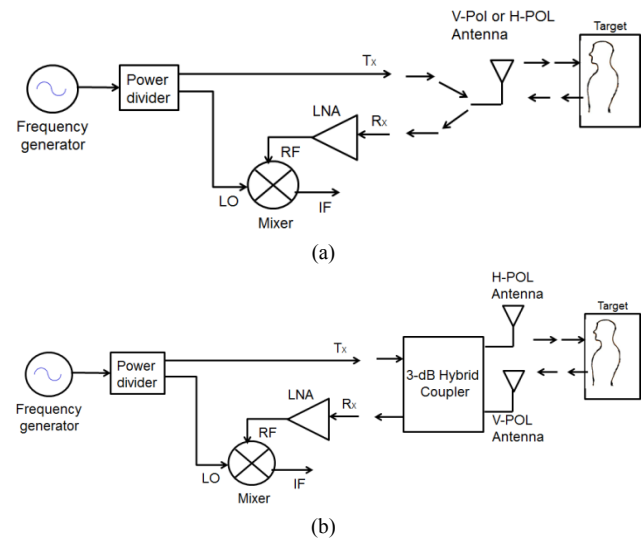 V-Pol or H-POL
Antenna
Target
Power
divider
Tx
Frequency
generator
LNA
Rx
RF
LO
IF
Mixer
(a)
H-POL
Antenna
Target
Power
divider
Tx
3-dB Hybrid
Coupler
Frequency
generator
LNA
Rx
RF
V-POL
Antenna
LO
IF
Mixer
(b)